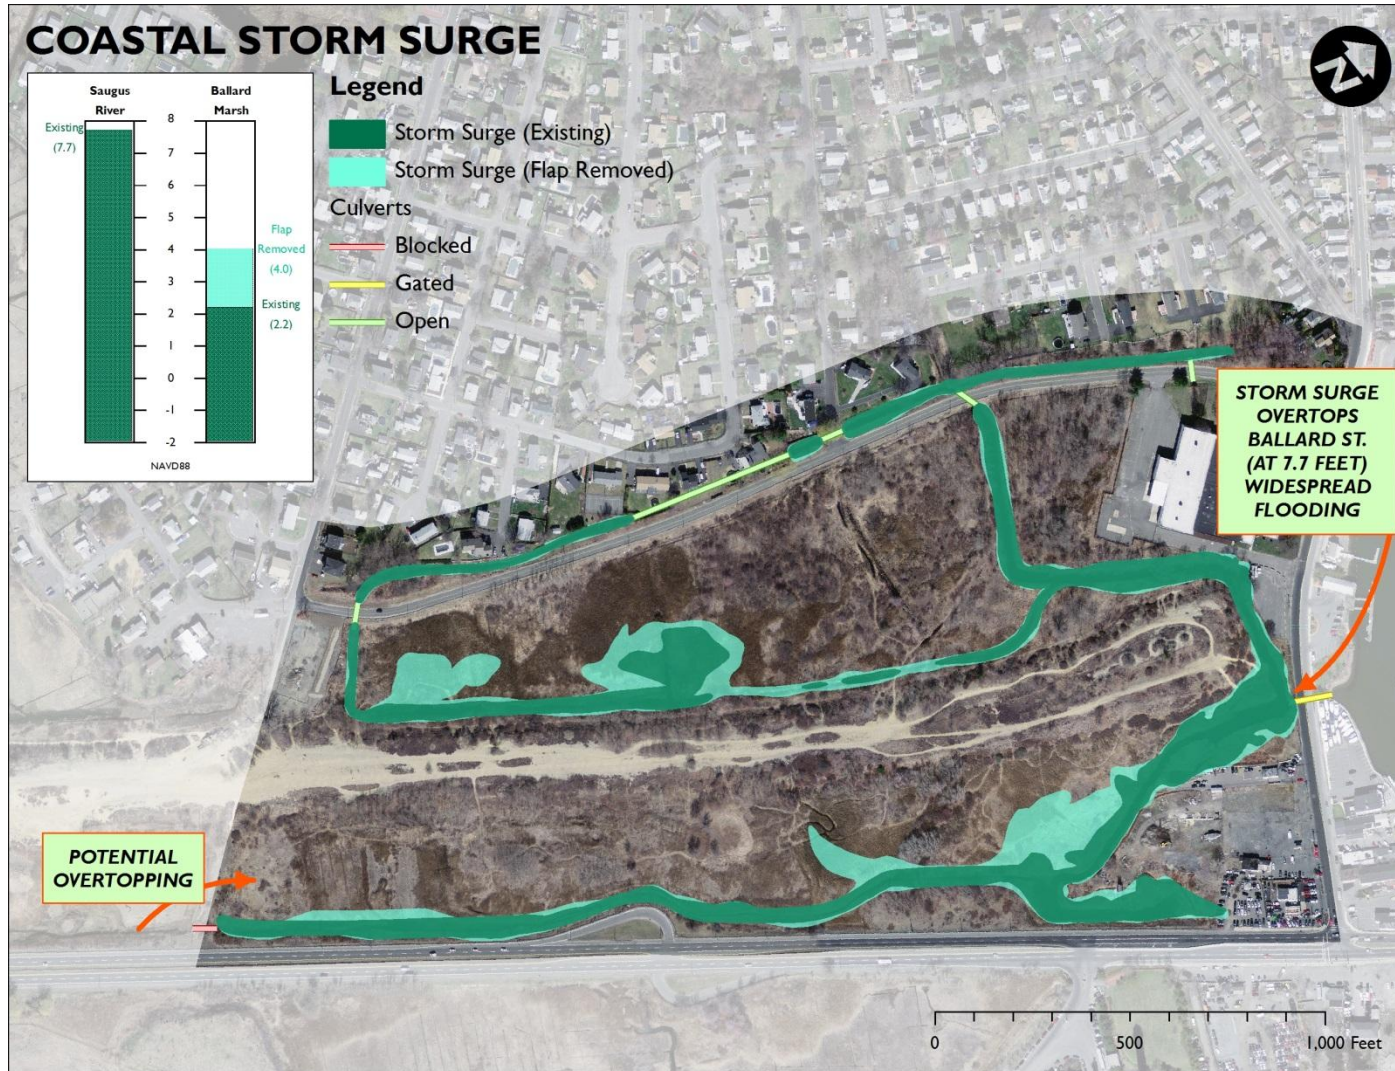 COASTAL STORM SURGE
N
Saugus
River
Ballard
Marsh
Existing
(7.7)
8
7
6
5
4
3
2
1
0
-1
-2
Flap
Removed
(4.0)
Existing
(2.2)
NAVD88
Legend
Storm Surge (Existing)
Storm Surge (Flap Removed)
Culverts
Blocked
Gated
Open
STORM SURGE
OVERTOPS
BALLARD ST.
(AT 7.7 FEET)
WIDESPREAD
FLOODING
POTENTIAL
OVERTOPPING
0
500
1,000 Feet